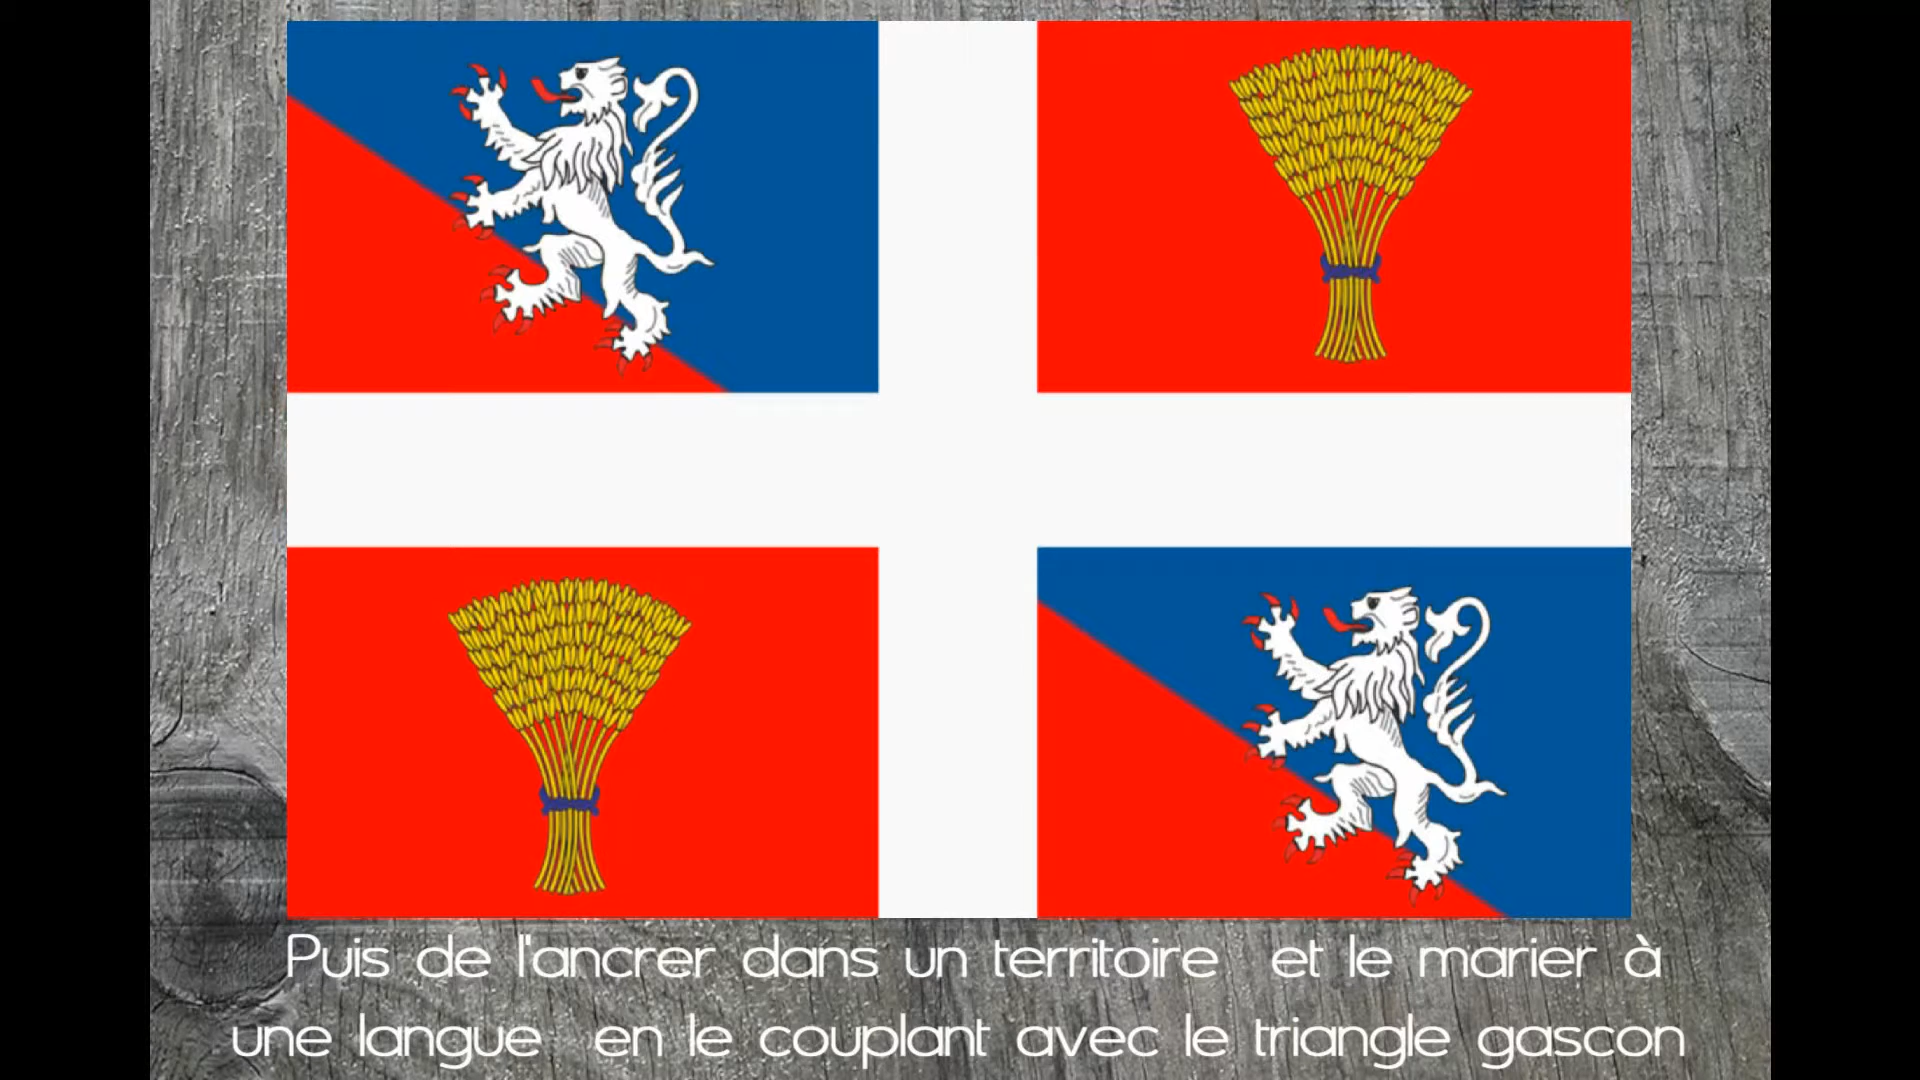 Puis de l'ancrer dans un territoire et le marier à
une langue en le couplant avec le triangle gascon